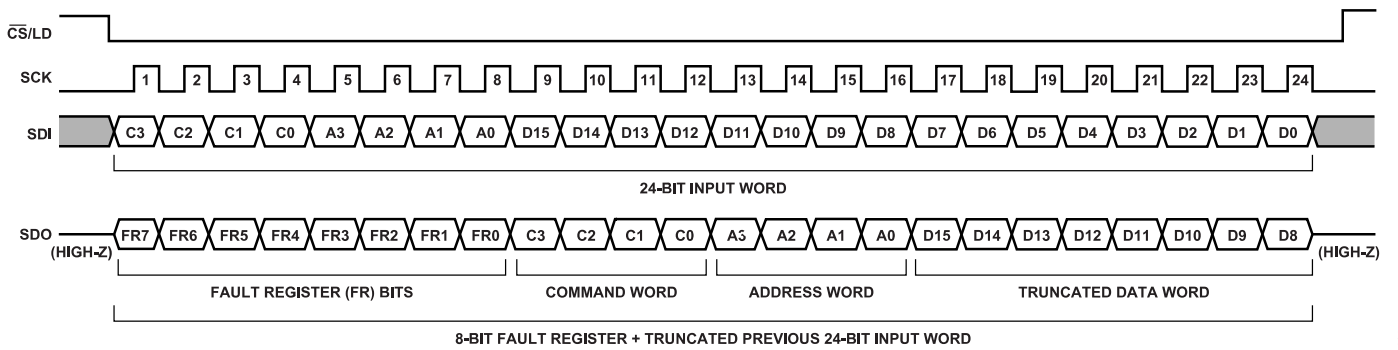 CS/LD
SCK 1 2 3 4 5 6 7 8 9 10 11 12 13 14 15 16 17 18 19 20 21 22 23 24
SDI C3 C2 C1 C0 A3 A2 A1 A0 D15 D14 D13 D12 D11 D10 D9 D8 D7 D6 D5 D4 D3 D2 D1 D0
24-BIT INPUT WORD
SDO FR7 FR6 FR5 FR4 FR3 FR2 FR1 FR0 C3 C2 C1 C0 A3 A2 A1 A0 D15 D14 D13 D12 D11 D10 D9 D8
(HIGH-Z) (HIGH-Z)
FAULT REGISTER (FR) BITS COMMAND WORD ADDRESS WORD TRUNCATED DATA WORD
8-BIT FAULT REGISTER + TRUNCATED PREVIOUS 24-BIT INPUT WORD